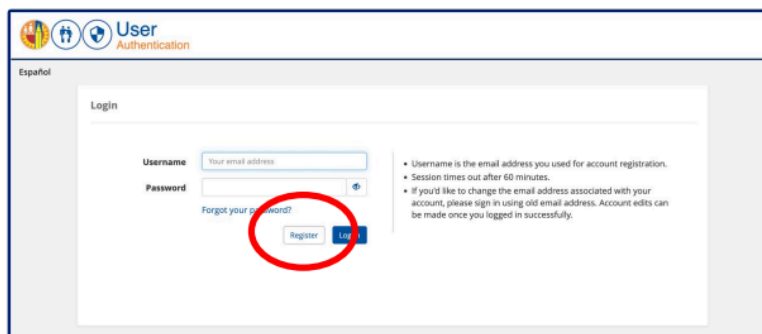 User
Authentication
Español
Login
Username
Your email address
Password
Forgot your password?
Register
Login
• Username is the email address you used for account registration.
• Session times out after 60 minutes.
• If you'd like to change the email address associated with your
account, please sign in using old email address. Account edits can
be made once you logged in successfully.